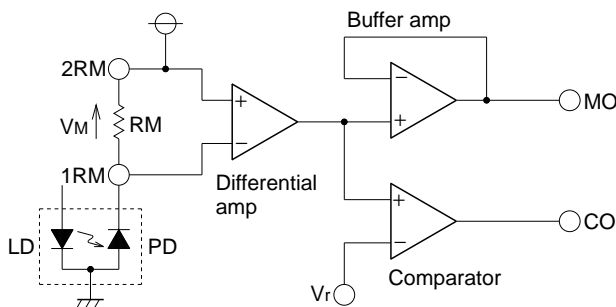 Buffer amp
2RM
VM
RM
+
−
−
+
MO
1RM
Differential
amp
LD
PD
+
−
CO
Vr
Comparator